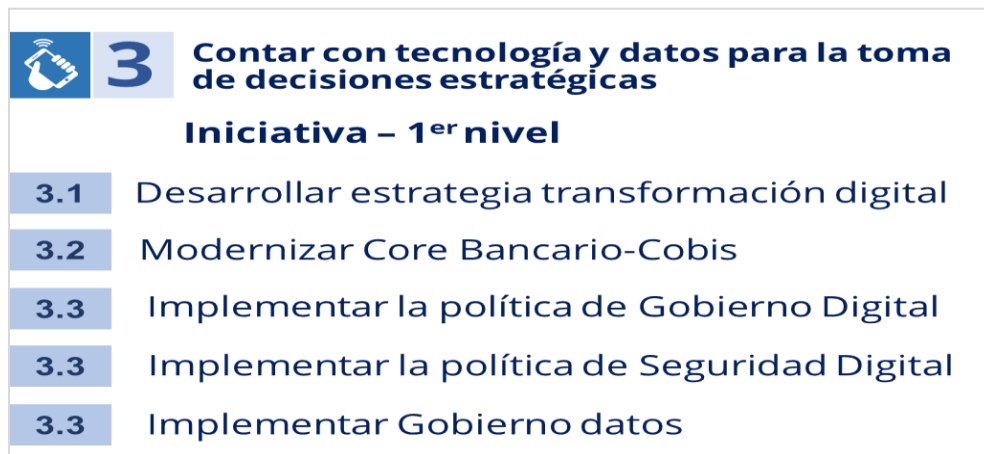 3
Contar con tecnología y datos para la toma
de decisiones estratégicas
Iniciativa – 1er nivel
3.1 Desarrollar estrategia transformación digital
3.2 Modernizar Core Bancario-Cobis
3.3 Implementar la política de Gobierno Digital
3.3 Implementar la política de Seguridad Digital
3.3 Implementar Gobierno datos